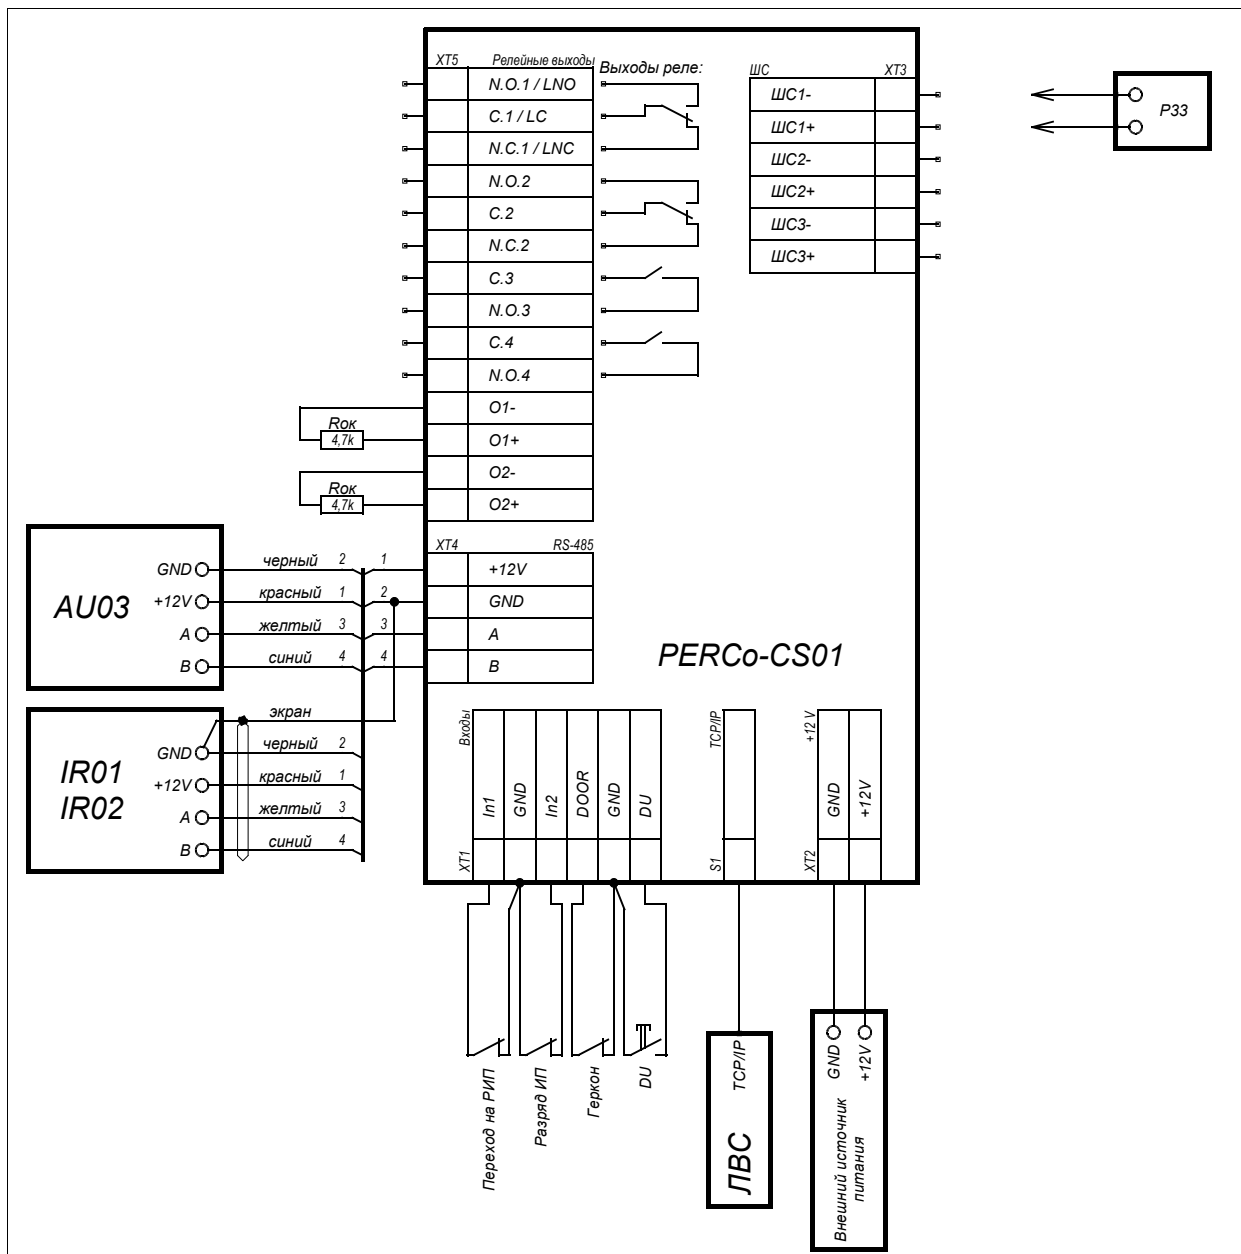 XT5 Релейные выходы
N.O.1 / LNO
C.1 / LC
N.C.1 / LNC
N.O.2
C.2
N.C.2
C.3
N.O.3
C.4
N.O.4
O1-
O1+
O2-
O2+
Выходы реле:
ШС XT3
ШС1-
ШС1+
ШС2-
ШС2+
ШС3-
ШС3+
P33
Rок
4,7k
Rок
4,7k
AU03
GND черный 2 1
+12V красный 1 2
A желтый 3 3
B синий 4 4
XT4 RS-485
+12V
GND
A
B
PERCo-CS01
IR01
IR02
экран
GND черный 2
+12V красный 1
A желтый 3
B синий 4
Входы
In1
GND
In2
DOOR
GND
DU
XT1
TCP/IP
S1
+12 V
GND
+12V
XT2
Переход на РИП
Разряд ИП
Геркон
DU
ЛВС
TCP/IP
GND
+12V
Внешний источник
питания